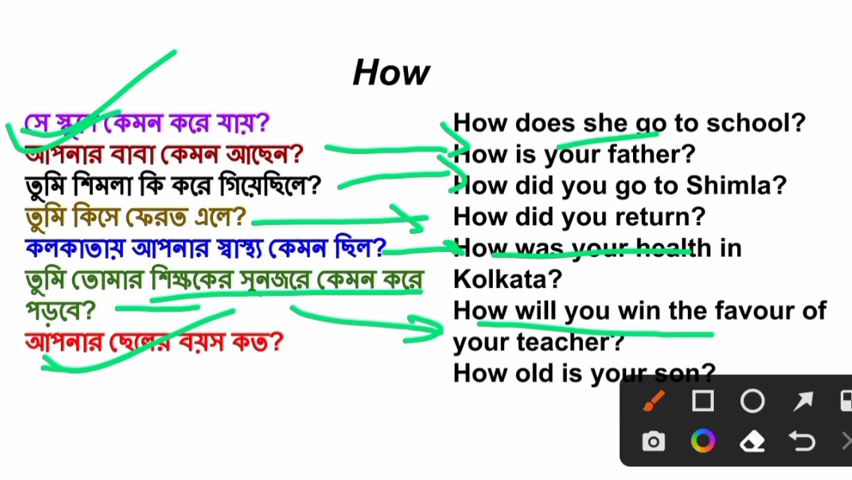 How
সে স্কুলে কেমন করে যায়?
আপনার বাবা কেমন আছেন?
তুমি শিমলা কি করে গিয়েছিলে?
তুমি কিসে ফেরত এলে?
কলকাতায় আপনার স্বাস্থ্য কেমন ছিল?
তুমি তোমার শিক্ষকের সুনজরে কেমন করে
পড়বে?
আপনার ছেলের বয়স কত?
How does she go to school?
How is your father?
How did you go to Shimla?
How did you return?
How was your health in
Kolkata?
How will you win the favour of
your teacher?
How old is your son?